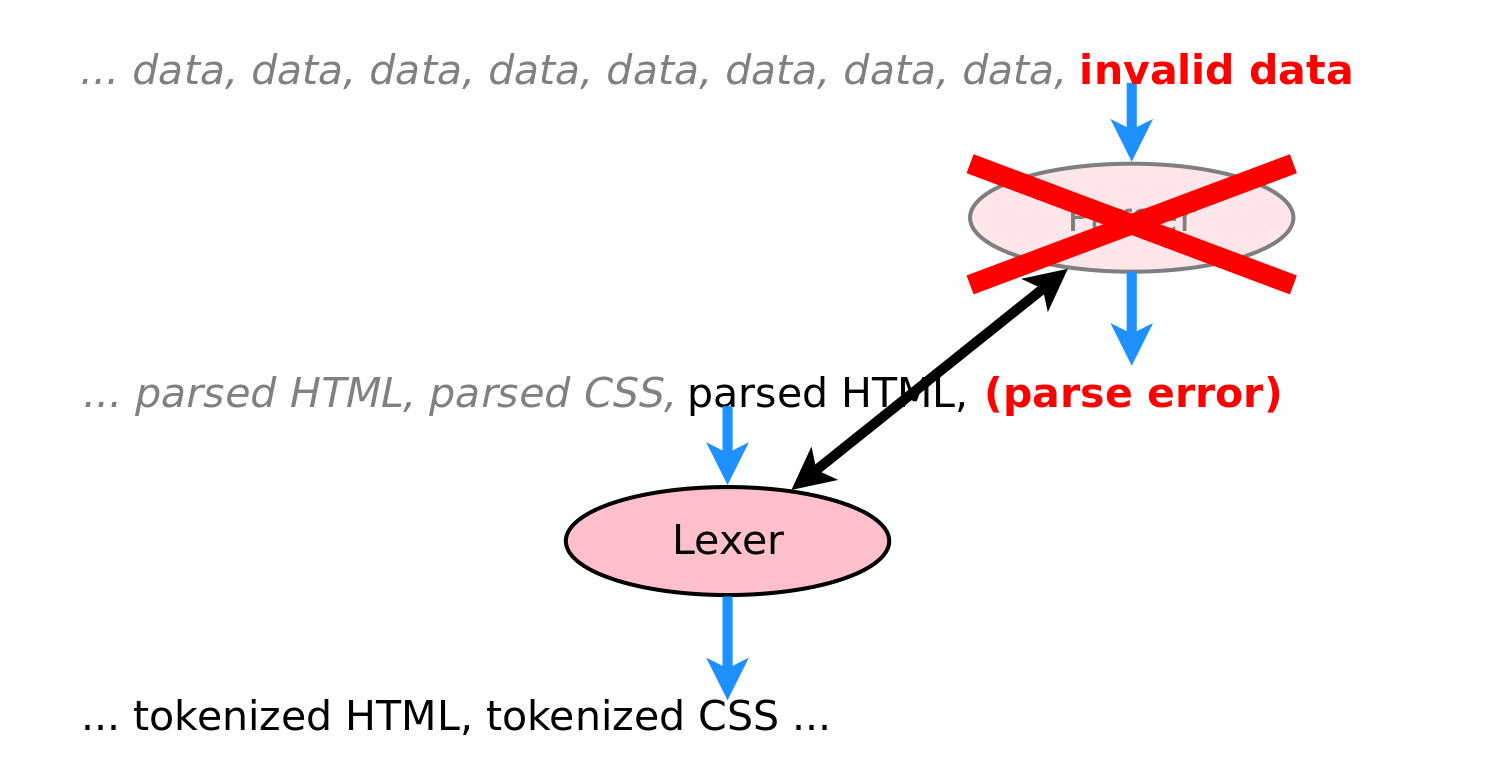 ... data, data, data, data, data, data, data, data, invalid data
... parsed HTML, parsed CSS, parsed HTML, (parse error)
Lexer
... tokenized HTML, tokenized CSS ...